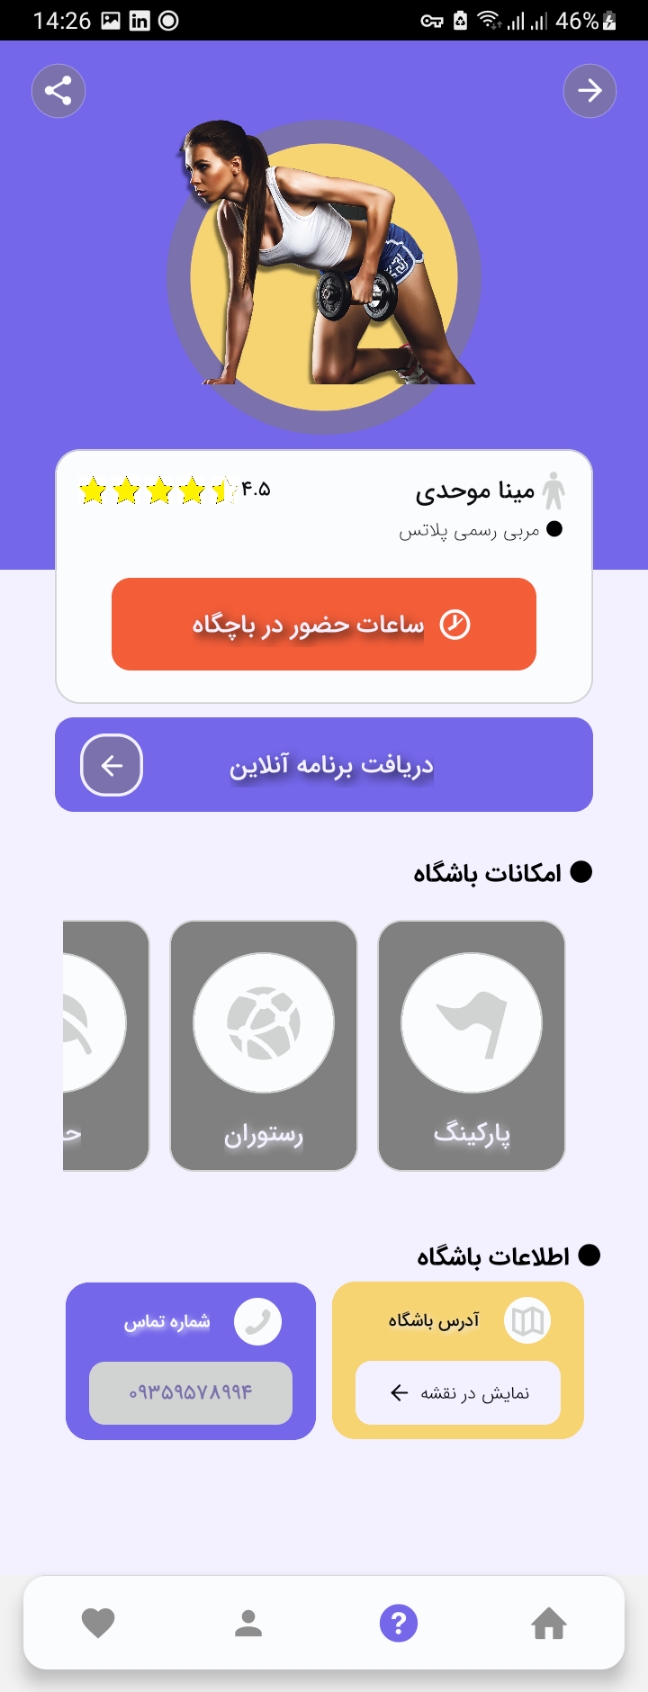 14:26
46%
مینا موحدی
۴.۵
مربی رسمی پلاتس
ساعات حضور در باچگاه
دریافت برنامه آنلاین
امکانات باشگاه
پارکینگ
رستوران
حـ
اطلاعات باشگاه
آدرس باشگاه
نمایش در نقشه
شماره تماس
۰۹۳۵۹۵۷۸۹۹۴